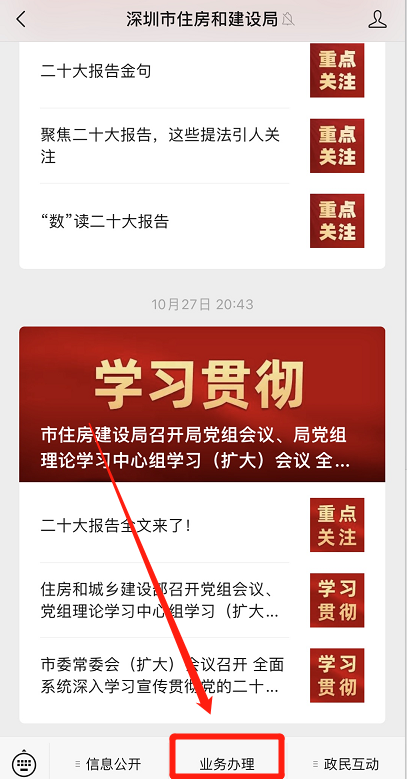 深圳市住房和建设局
二十大报告金句
重点
关注
聚焦二十大报告，这些提法引人关
注
重点
关注
“数”读二十大报告
重点
关注
10月27日 20:43
学习贯彻
市住房建设局召开局党组会议、局党组
理论学习中心组学习（扩大）会议 全...
二十大报告全文来了！
重点
关注
住房和城乡建设部召开党组会议、
党组理论学习中心组学习（扩大...
学习
贯彻
市委常委会（扩大）会议召开 全面
系统深入学习宣传贯彻党的二十...
学习
贯彻
信息公开
业务办理
政民互动